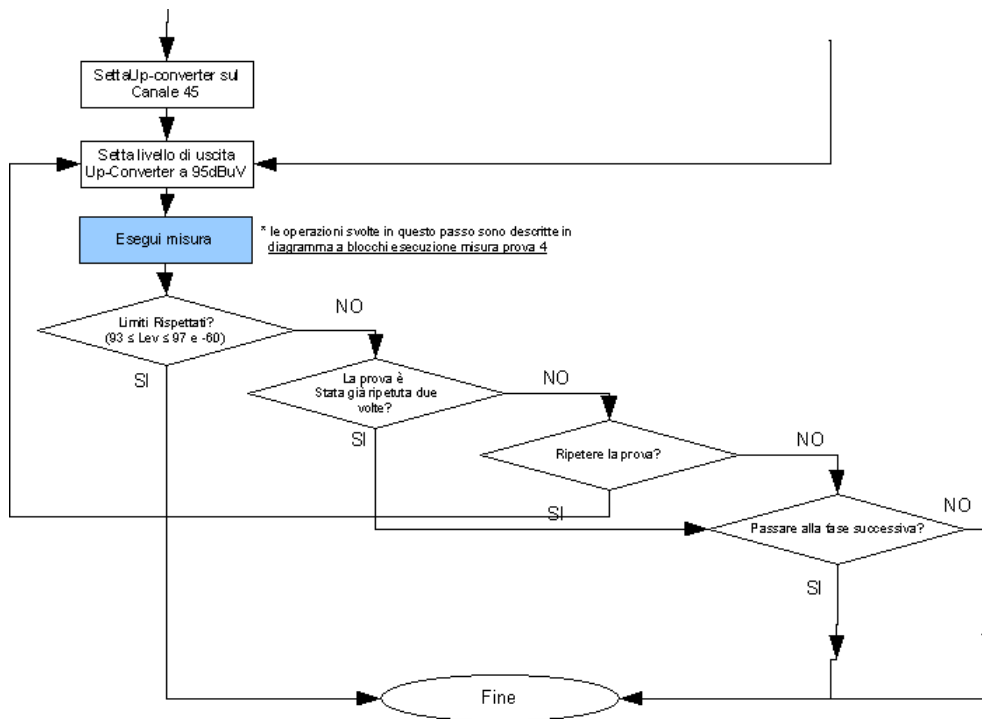 SettaUp-converter sul
Canale 45
Setta livello di uscita
Up-Converter a 95dBuV
Esegui misura
* le operazioni svolte in questo passo sono descritte in
diagramma a blocchi esecuzione misura prova 4
Limiti Rispettati?
(93 ≤ Lev ≤ 97 e -60)
NO
SI
La prova è
Stata già ripetuta due
volte?
NO
SI
Ripetere la prova?
NO
SI
Passare alla fase successiva?
NO
SI
Fine